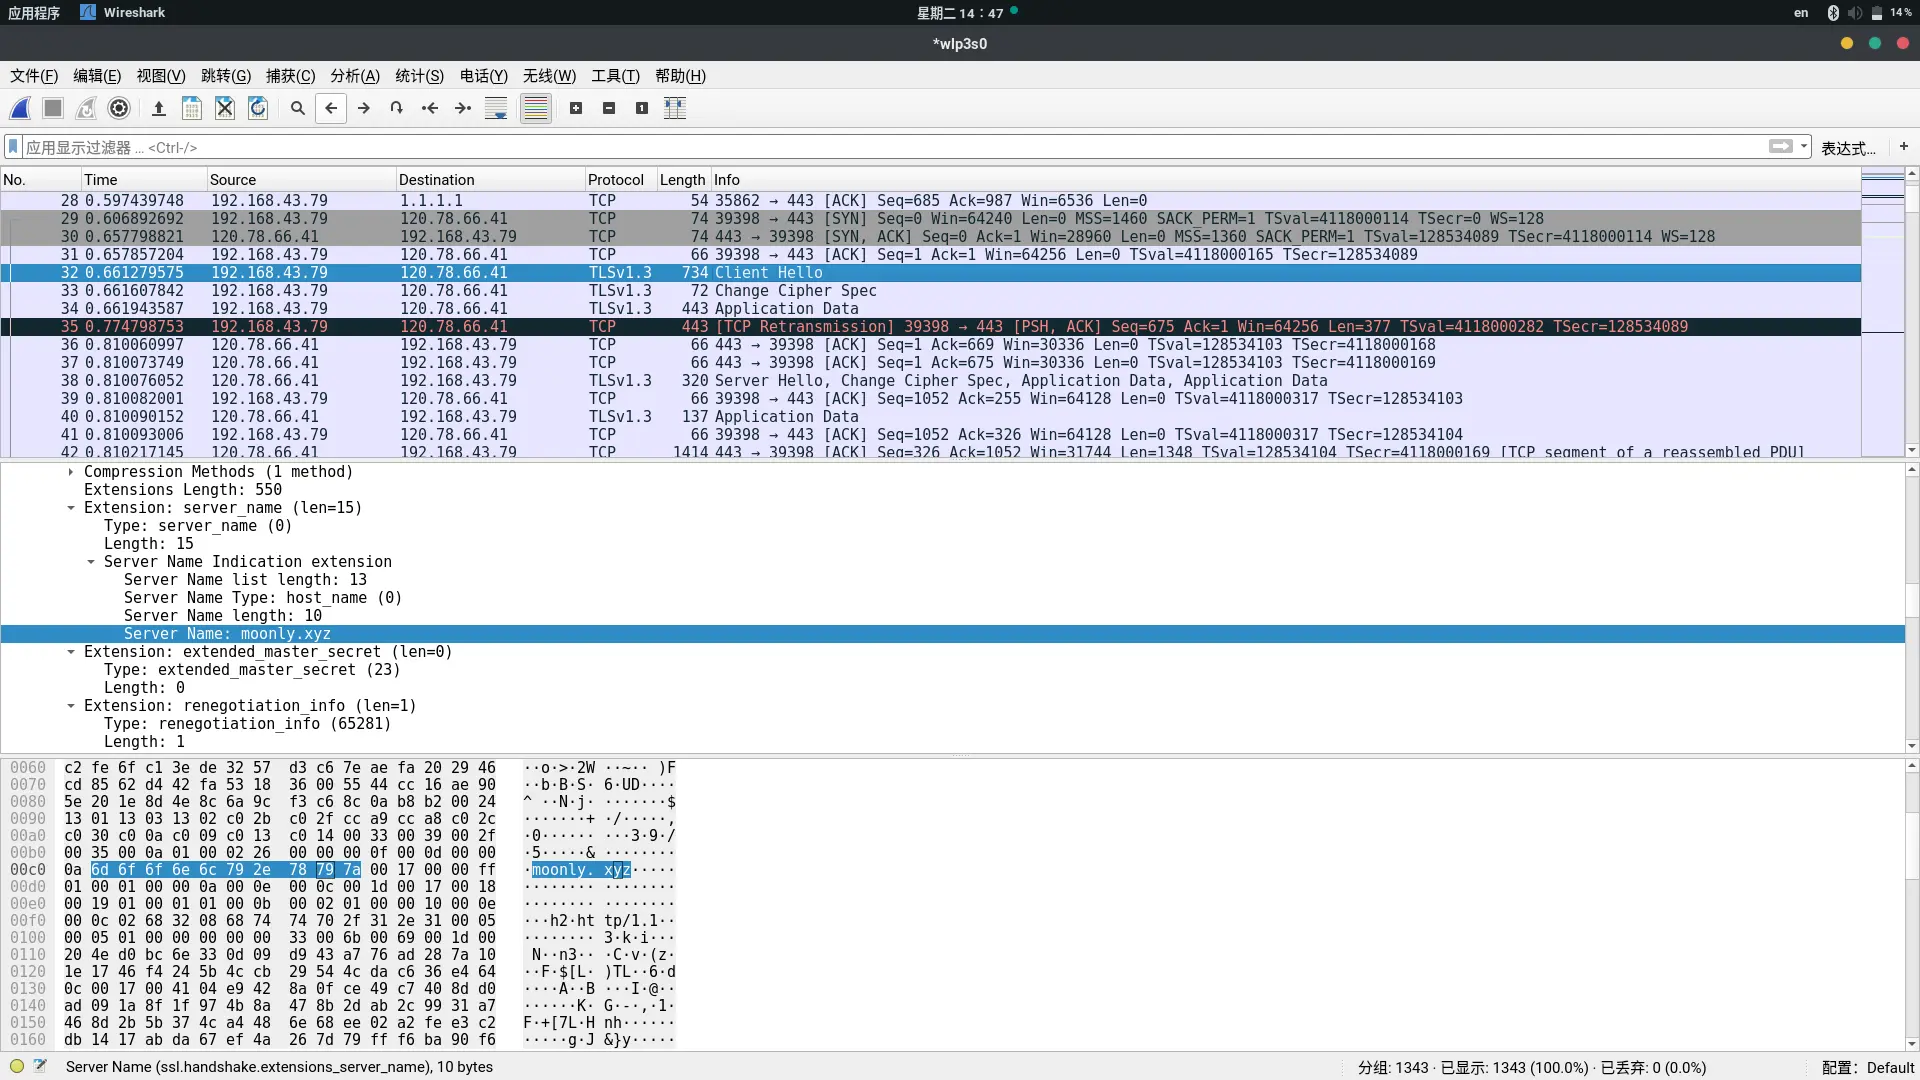 应用程序 Wireshark 星期二 14：47 en 14%
*wlp3s0
文件(F) 编辑(E) 视图(V) 跳转(G) 捕获(C) 分析(A) 统计(S) 电话(Y) 无线(W) 工具(T) 帮助(H)
应用显示过滤器 … <Ctrl-/> 表达式… +
No. Time Source Destination Protocol Length Info
28 0.597439748 192.168.43.79 1.1.1.1 TCP 54 35862 → 443 [ACK] Seq=685 Ack=987 Win=6536 Len=0
29 0.606892692 192.168.43.79 120.78.66.41 TCP 74 39398 → 443 [SYN] Seq=0 Win=64240 Len=0 MSS=1460 SACK_PERM=1 TSval=4118000114 TSecr=0 WS=128
30 0.657798821 120.78.66.41 192.168.43.79 TCP 74 443 → 39398 [SYN, ACK] Seq=0 Ack=1 Win=28960 Len=0 MSS=1360 SACK_PERM=1 TSval=128534089 TSecr=4118000114 WS=128
31 0.657857204 192.168.43.79 120.78.66.41 TCP 66 39398 → 443 [ACK] Seq=1 Ack=1 Win=64256 Len=0 TSval=4118000165 TSecr=128534089
32 0.661279575 192.168.43.79 120.78.66.41 TLSv1.3 734 Client Hello
33 0.661607842 192.168.43.79 120.78.66.41 TLSv1.3 72 Change Cipher Spec
34 0.661943587 192.168.43.79 120.78.66.41 TLSv1.3 443 Application Data
35 0.774798753 192.168.43.79 120.78.66.41 TCP 443 [TCP Retransmission] 39398 → 443 [PSH, ACK] Seq=675 Ack=1 Win=64256 Len=377 TSval=4118000282 TSecr=128534089
36 0.810060997 120.78.66.41 192.168.43.79 TCP 66 443 → 39398 [ACK] Seq=1 Ack=669 Win=30336 Len=0 TSval=128534103 TSecr=4118000168
37 0.810073749 120.78.66.41 192.168.43.79 TCP 66 443 → 39398 [ACK] Seq=1 Ack=675 Win=30336 Len=0 TSval=128534103 TSecr=4118000169
38 0.810076052 120.78.66.41 192.168.43.79 TLSv1.3 320 Server Hello, Change Cipher Spec, Application Data, Application Data
39 0.810082001 192.168.43.79 120.78.66.41 TCP 66 39398 → 443 [ACK] Seq=1052 Ack=255 Win=64128 Len=0 TSval=4118000317 TSecr=128534103
40 0.810090152 120.78.66.41 192.168.43.79 TLSv1.3 137 Application Data
41 0.810093006 192.168.43.79 120.78.66.41 TCP 66 39398 → 443 [ACK] Seq=1052 Ack=326 Win=64128 Len=0 TSval=4118000317 TSecr=128534104
42 0.810217145 120.78.66.41 192.168.43.79 TCP 1414 443 → 39398 [ACK] Seq=326 Ack=1052 Win=31744 Len=1348 TSval=128534104 TSecr=4118000169 [TCP segment of a reassembled PDU]
Compression Methods (1 method)
Extensions Length: 550
Extension: server_name (len=15)
Type: server_name (0)
Length: 15
Server Name Indication extension
Server Name list length: 13
Server Name Type: host_name (0)
Server Name length: 10
Server Name: moonly.xyz
Extension: extended_master_secret (len=0)
Type: extended_master_secret (23)
Length: 0
Extension: renegotiation_info (len=1)
Type: renegotiation_info (65281)
Length: 1
0060 c2 fe 6f c1 3e de 32 57 d3 c6 7e ae fa 20 29 46 ··o·>·2W ··~·· )F
0070 cd 85 62 d4 42 fa 53 18 36 00 55 44 cc 16 ae 90 ··b·B·S· 6·UD····
0080 5e 20 1e 8d 4e 8c 6a 9c f3 c6 8c 0a b8 b2 00 24 ^ ··N·j· ·······$
0090 13 01 13 03 13 02 c0 2b c0 2f cc a9 cc a8 c0 2c ·······+ ·/·····,
00a0 c0 30 c0 0a c0 09 c0 13 c0 14 00 33 00 39 00 2f ·0······ ···3·9·/
00b0 00 35 00 0a 01 00 02 26 00 00 00 0f 00 0d 00 00 ·5·····& ········
00c0 0a 6d 6f 6f 6e 6c 79 2e 78 79 7a 00 17 00 00 ff ·moonly. xyz·····
00d0 01 00 01 00 00 0a 00 0e 00 0c 00 1d 00 17 00 18 ········ ········
00e0 00 19 01 00 01 01 00 0b 00 02 01 00 00 10 00 0e ········ ········
00f0 00 0c 02 68 32 08 68 74 74 70 2f 31 2e 31 00 05 ···h2·ht tp/1.1··
0100 00 05 01 00 00 00 00 00 33 00 6b 00 69 00 1d 00 ········ 3·k·i···
0110 20 4e d0 bc 6e 33 0d 09 d9 43 a7 76 ad 28 7a 10 N··n3·· ·C·v·(z·
0120 1e 17 46 f4 24 5b 4c cb 29 54 4c da c6 36 e4 64 ··F·$[L· )TL··6·d
0130 0c 00 17 00 41 04 e9 42 8a 0f ce 49 c7 40 8d d0 ····A··B ···I·@··
0140 ad 09 1a 8f 1f 97 4b 8a 47 8b 2d ab 2c 99 31 a7 ······K· G·-·,·1·
0150 46 8d 2b 5b 37 4c a4 48 6e 68 ee 02 a2 fe e3 c2 F·+[7L·H nh······
0160 db 14 17 ab da 67 ef 4a 26 7d 79 ff f6 ba 90 f6 ·····g·J &}y·····
Server Name (ssl.handshake.extensions_server_name), 10 bytes 分组: 1343 · 已显示: 1343 (100.0%) · 已丢弃: 0 (0.0%) 配置： Default